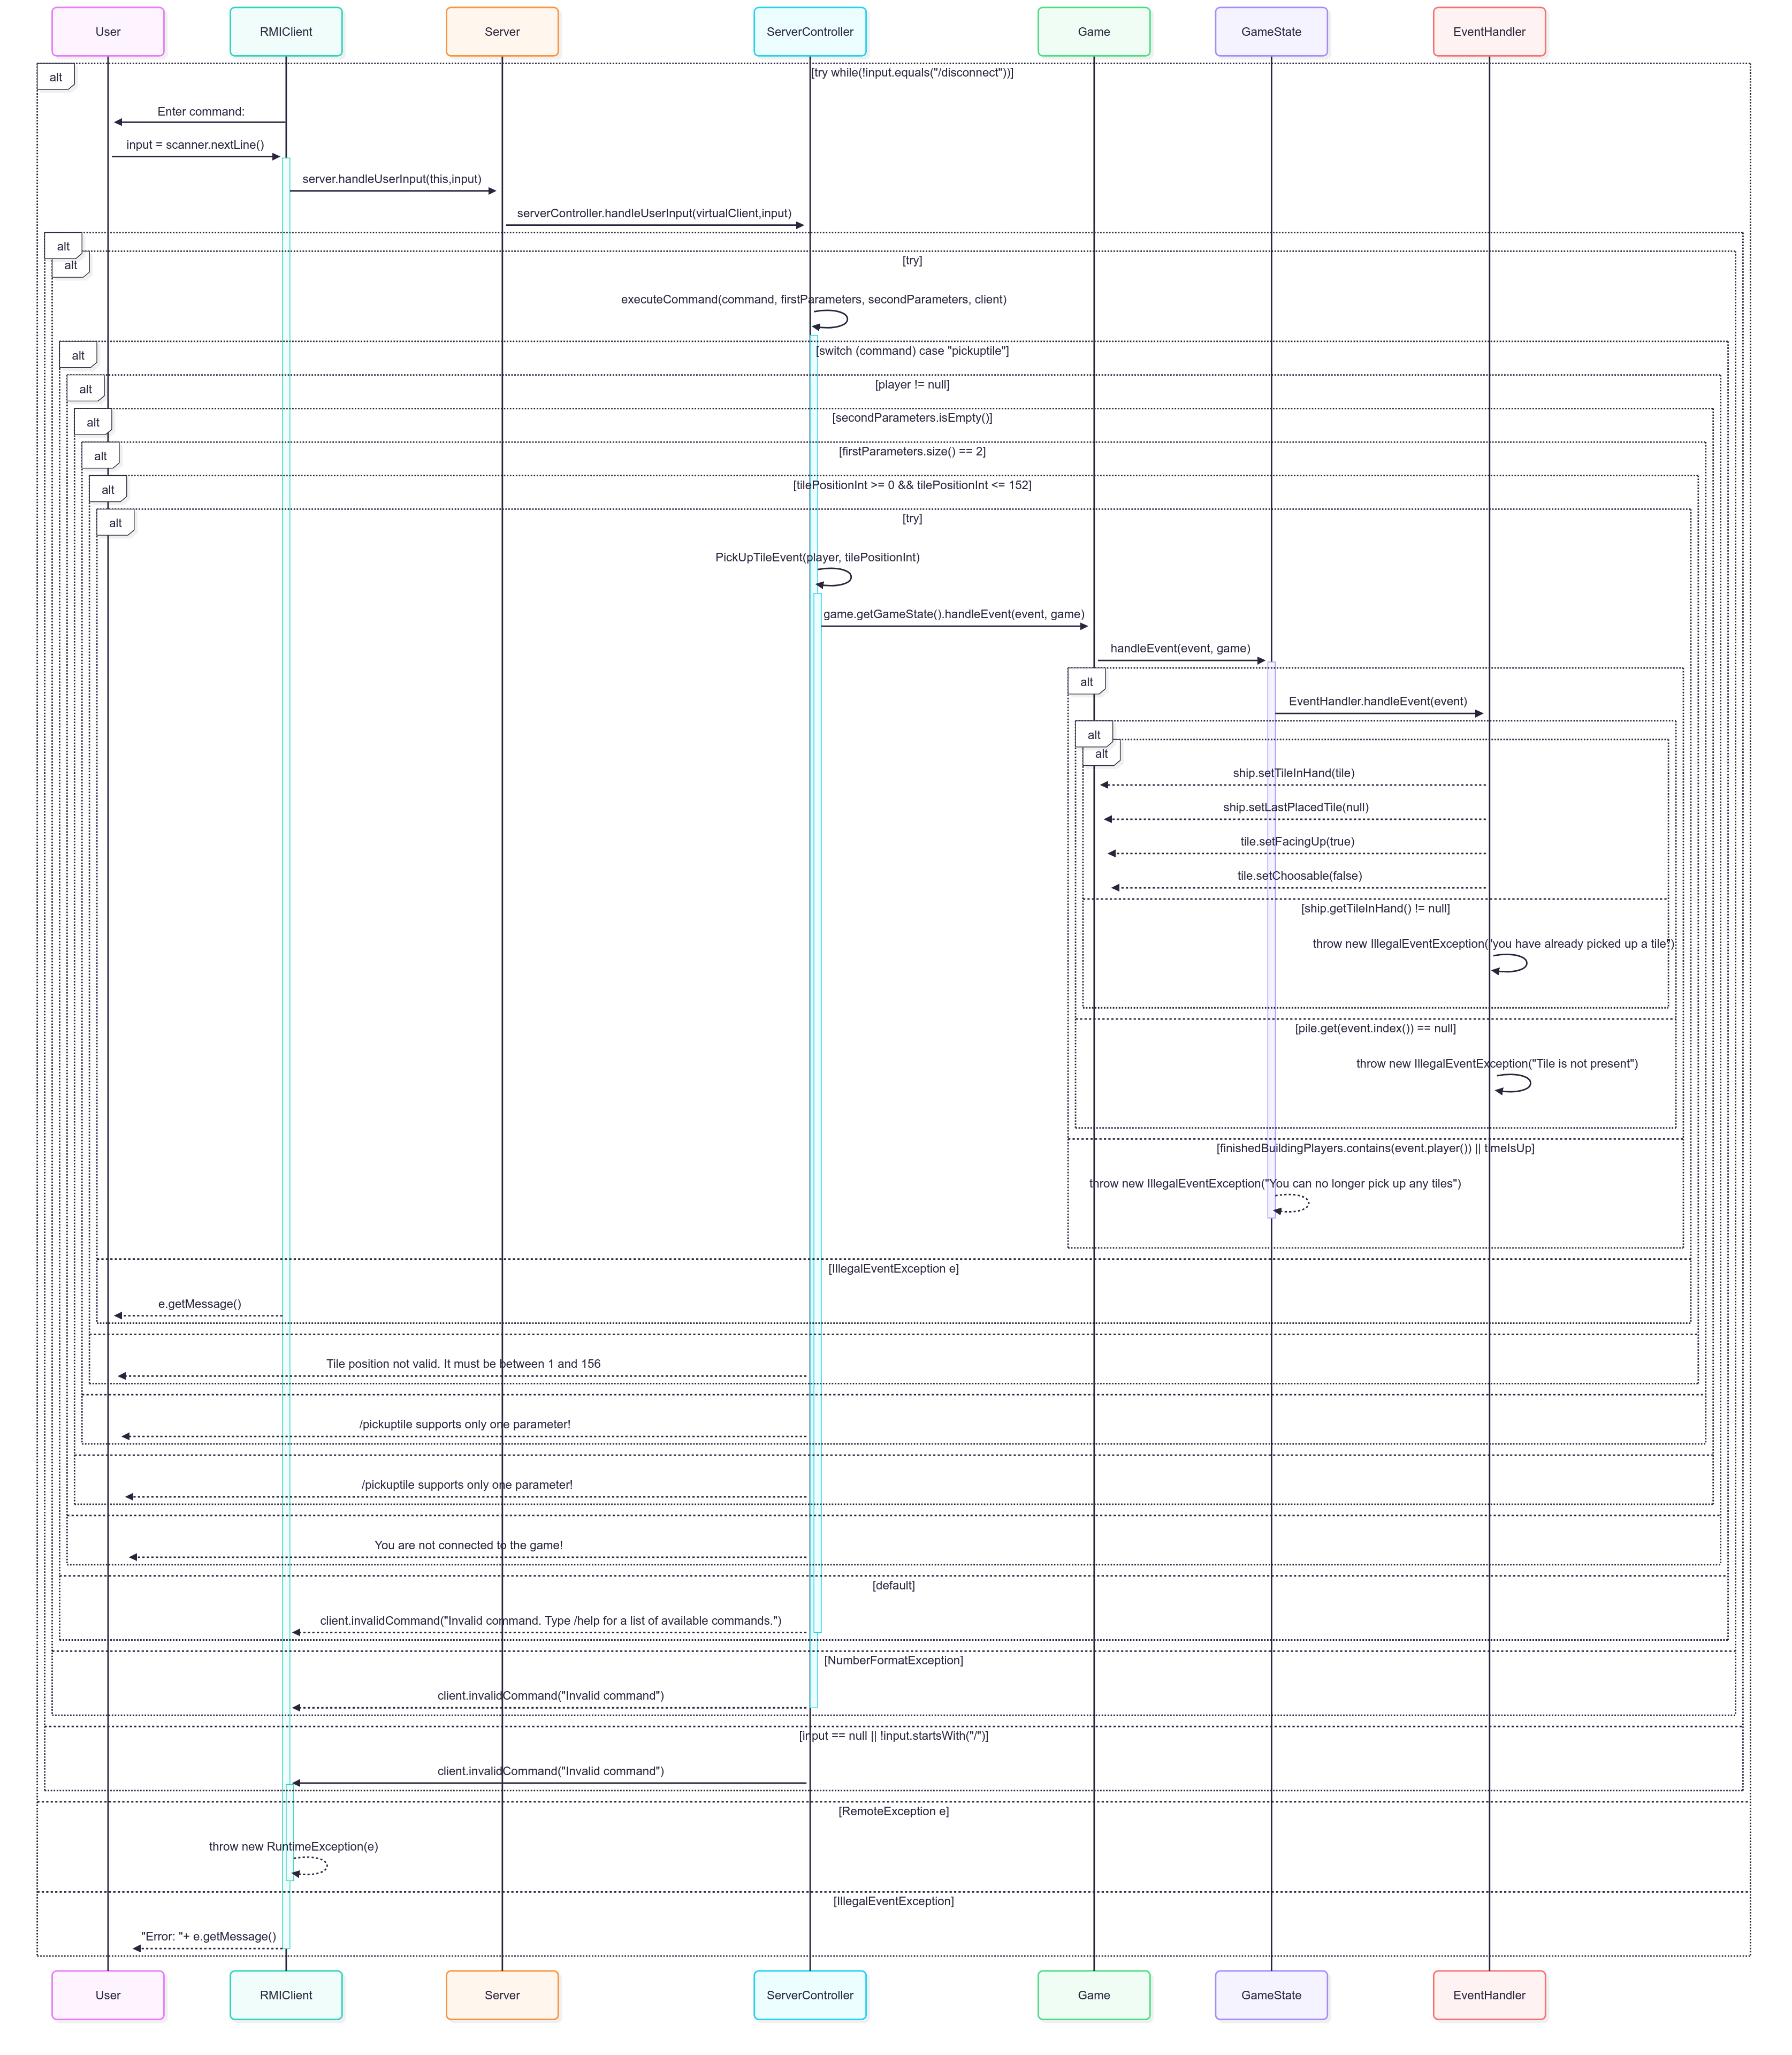 User
RMIClient
Server
ServerController
Game
GameState
EventHandler
alt
[try while(!input.equals("/disconnect"))]
Enter command:
input = scanner.nextLine()
server.handleUserInput(this,input)
serverController.handleUserInput(virtualClient,input)
alt
alt
[try]
executeCommand(command, firstParameters, secondParameters, client)
alt
[switch (command) case "pickuptile"]
alt
[player != null]
alt
[secondParameters.isEmpty()]
alt
[firstParameters.size() == 2]
alt
[tilePositionInt >= 0 && tilePositionInt <= 152]
alt
[try]
PickUpTileEvent(player, tilePositionInt)
game.getGameState().handleEvent(event, game)
handleEvent(event, game)
alt
EventHandler.handleEvent(event)
alt
alt
ship.setTileInHand(tile)
ship.setLastPlacedTile(null)
tile.setFacingUp(true)
tile.setChoosable(false)
[ship.getTileInHand() != null]
throw new IllegalEventException("you have already picked up a tile")
[pile.get(event.index()) == null]
throw new IllegalEventException("Tile is not present")
[finishedBuildingPlayers.contains(event.player()) || timeIsUp]
throw new IllegalEventException("You can no longer pick up any tiles")
[IllegalEventException e]
e.getMessage()
Tile position not valid. It must be between 1 and 156
/pickuptile supports only one parameter!
/pickuptile supports only one parameter!
You are not connected to the game!
[default]
client.invalidCommand("Invalid command. Type /help for a list of available commands.")
[NumberFormatException]
client.invalidCommand("Invalid command")
[input == null || !input.startsWith("/")]
client.invalidCommand("Invalid command")
[RemoteException e]
throw new RuntimeException(e)
[IllegalEventException]
"Error: "+ e.getMessage()
User
RMIClient
Server
ServerController
Game
GameState
EventHandler